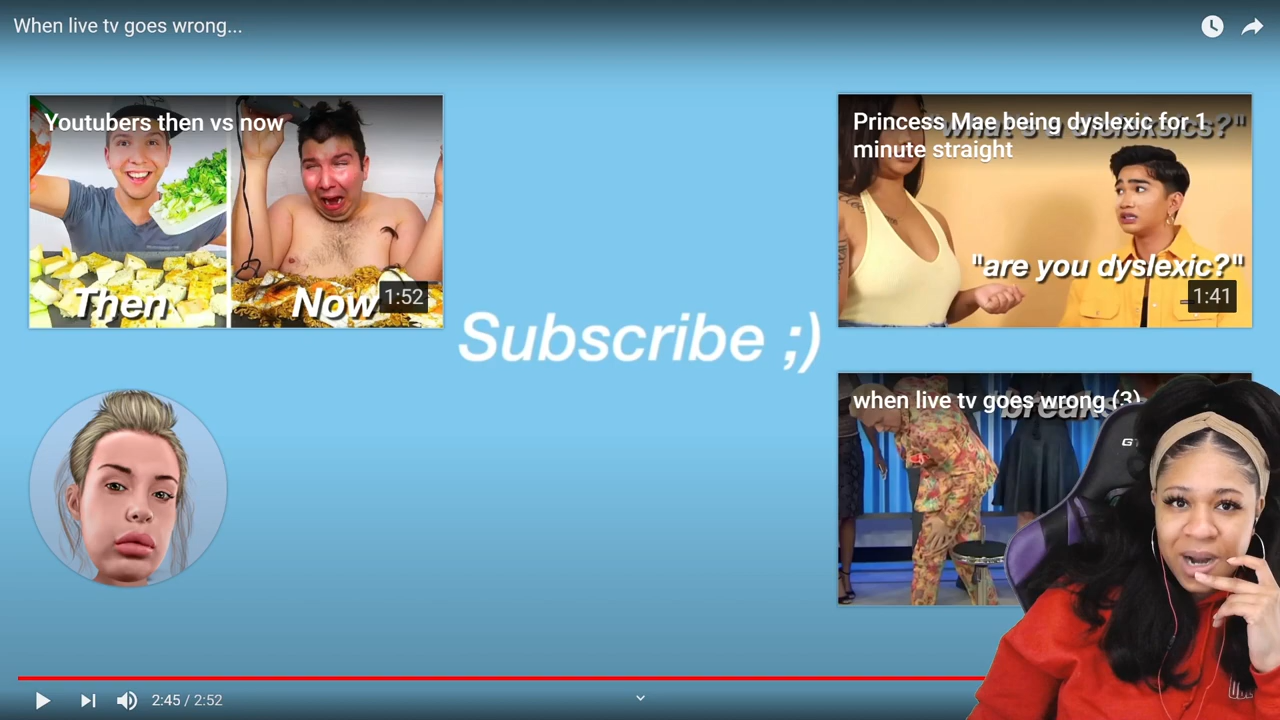 When live tv goes wrong...
Youtubers then vs now
Then
Now
1:52
Princess Mae being dyslexic for 1
minute straight
"are you dyslexic?"
1:41
Subscribe ;)
when live tv goes wrong (3)
breaks
2:45 / 2:52